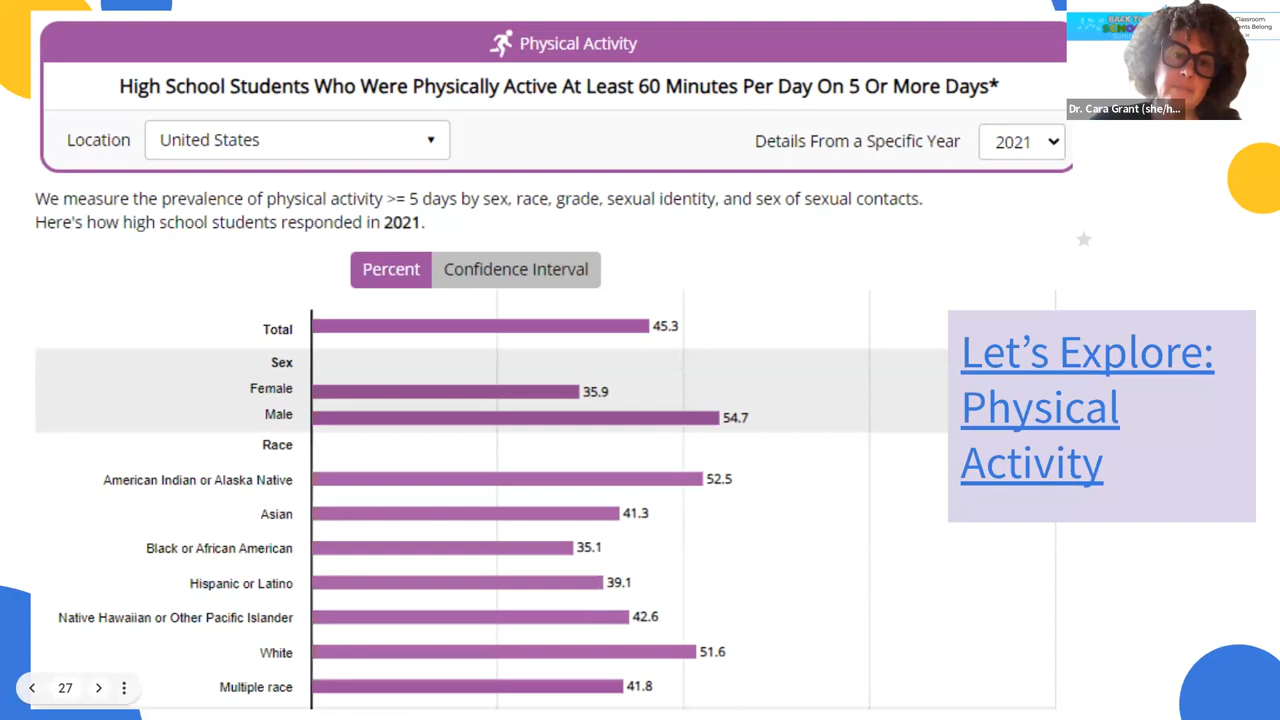 Physical Activity
High School Students Who Were Physically Active At Least 60 Minutes Per Day On 5 Or More Days*
Location
United States
Details From a Specific Year
2021
We measure the prevalence of physical activity >= 5 days by sex, race, grade, sexual identity, and sex of sexual contacts.
Here's how high school students responded in 2021.
Percent
Confidence Interval
Total 45.3
Sex
Female 35.9
Male 54.7
Race
American Indian or Alaska Native 52.5
Asian 41.3
Black or African American 35.1
Hispanic or Latino 39.1
Native Hawaiian or Other Pacific Islander 42.6
White 51.6
Multiple race 41.8
Let's Explore:
Physical
Activity
BACK TO
Classroom
Dr. Cara Grant (she/h...
27